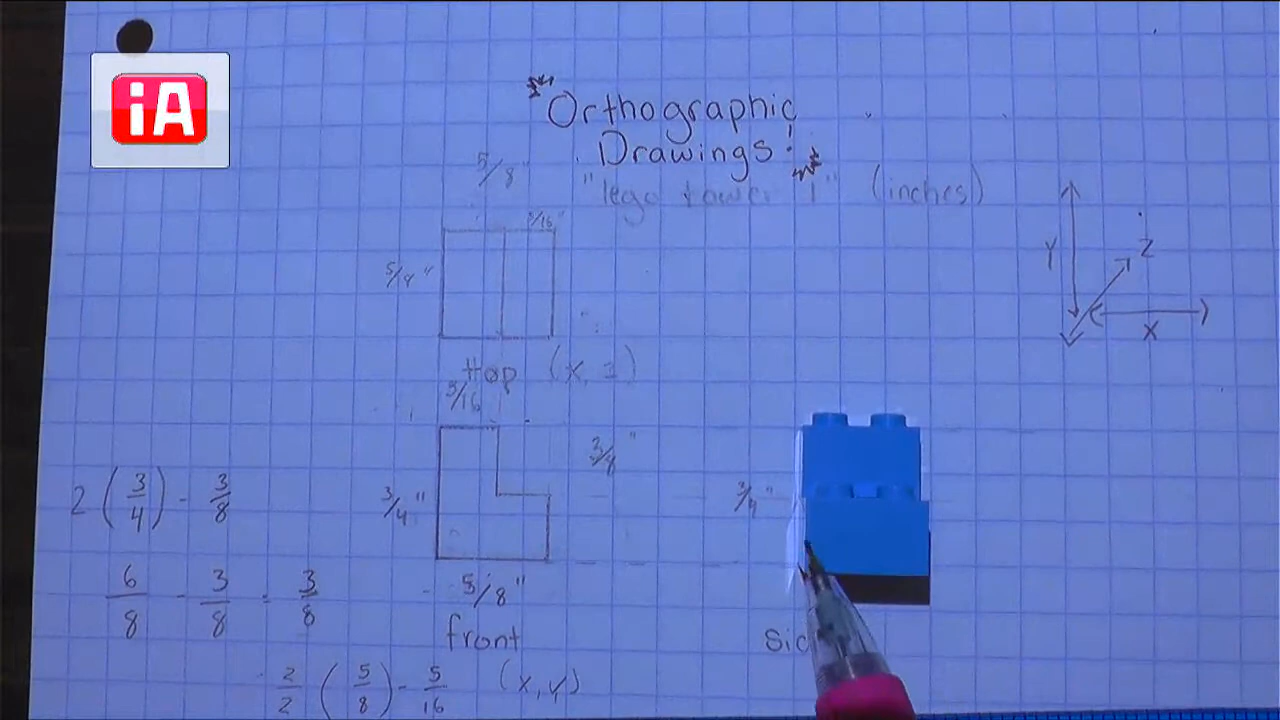 iA
Orthographic
Drawings!
"lego tower 1" (inches)
5/8"
5/16"
5/8"
Y
Z
X
top (x, z)
5/16
3/8"
3/4"
3/4"
2 (3/4) - 3/8
6/8 - 3/8 = 3/8
5/8"
front
(x, y)
2/2 (5/8) - 5/16